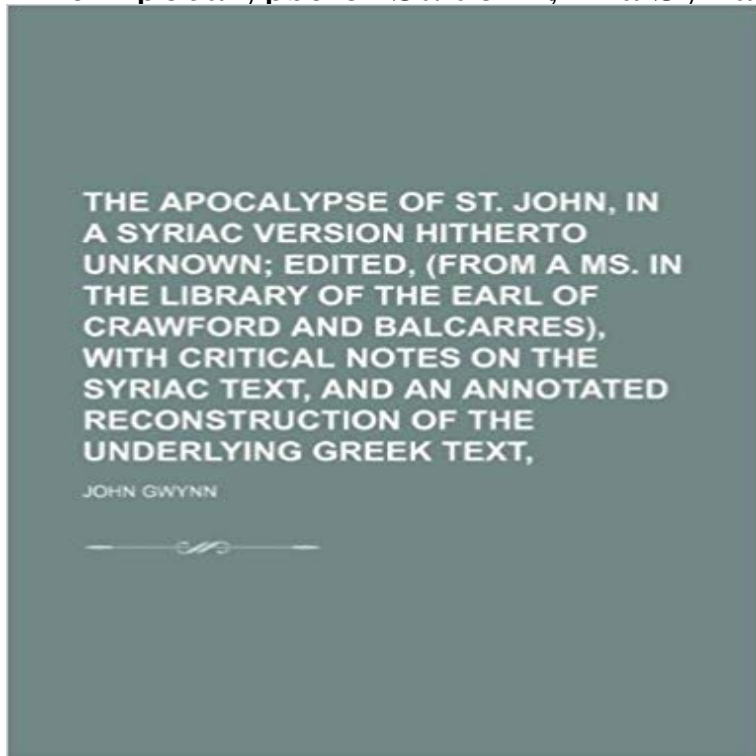 THE APOCALYPSE OF ST. JOHN, IN
A SYRIAC VERSION HITHERTO
UNKNOWN; EDITED, (FROM A MS. IN
THE LIBRARY OF THE EARL OF
CRAWFORD AND BALCARRES),
WITH CRITICAL NOTES ON THE
SYRIAC TEXT, AND AN ANNOTATED
RECONSTRUCTION OF THE
UNDERLYING GREEK TEXT,
JOHN GWYNN